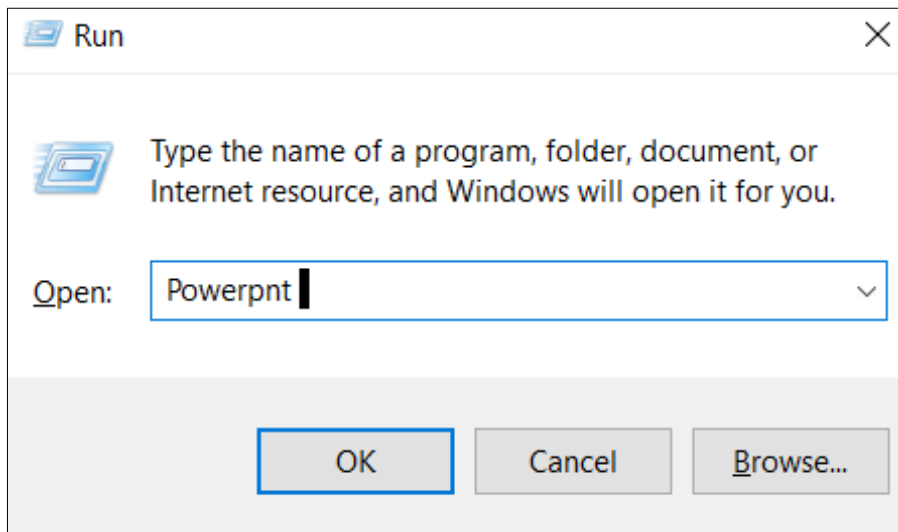 Run
Type the name of a program, folder, document, or
Internet resource, and Windows will open it for you.
Open: Powerpnt
OK Cancel Browse...